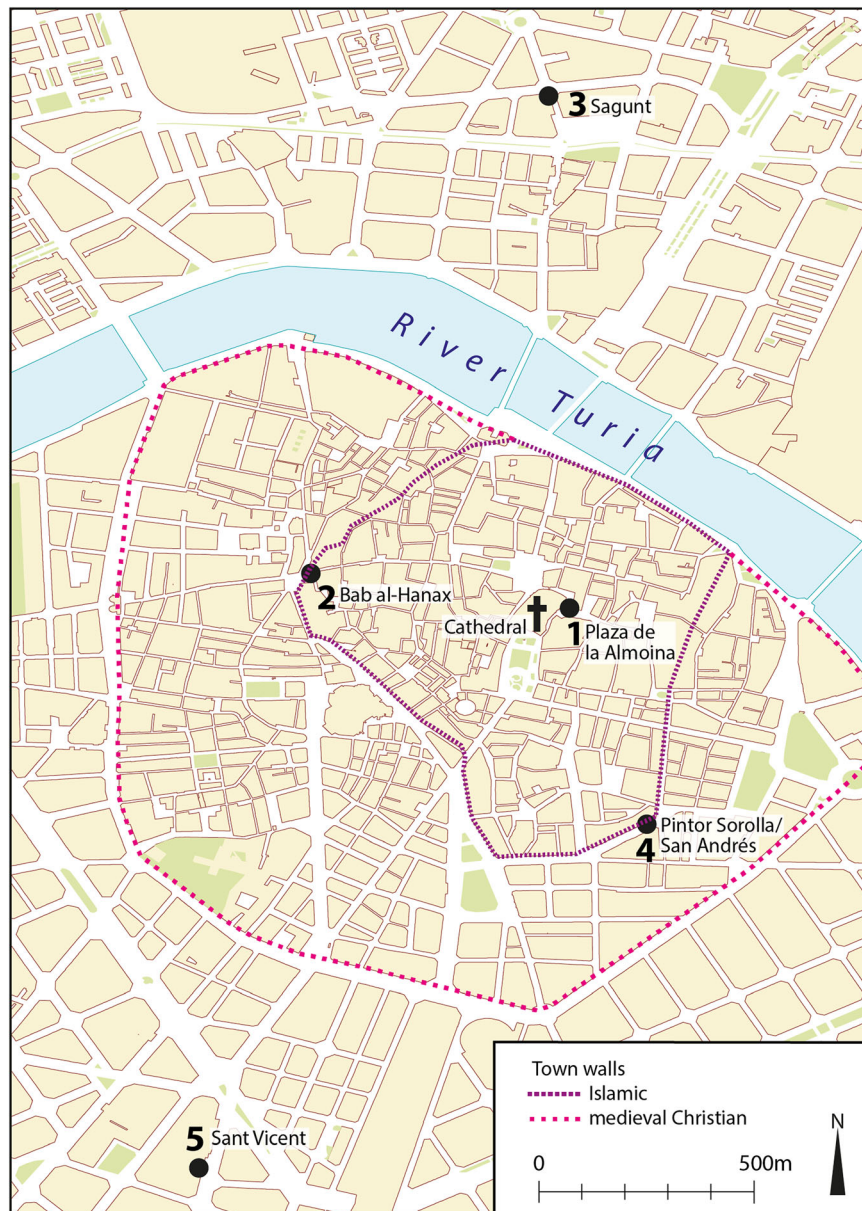 3 Sagunt
River
Turia
2 Bab al-Hanax
Cathedral
1 Plaza de
la Almoina
Pintor Sorolla/
4 San Andrés
5 Sant Vicent
Town walls
Islamic
medieval Christian
N
0 500m